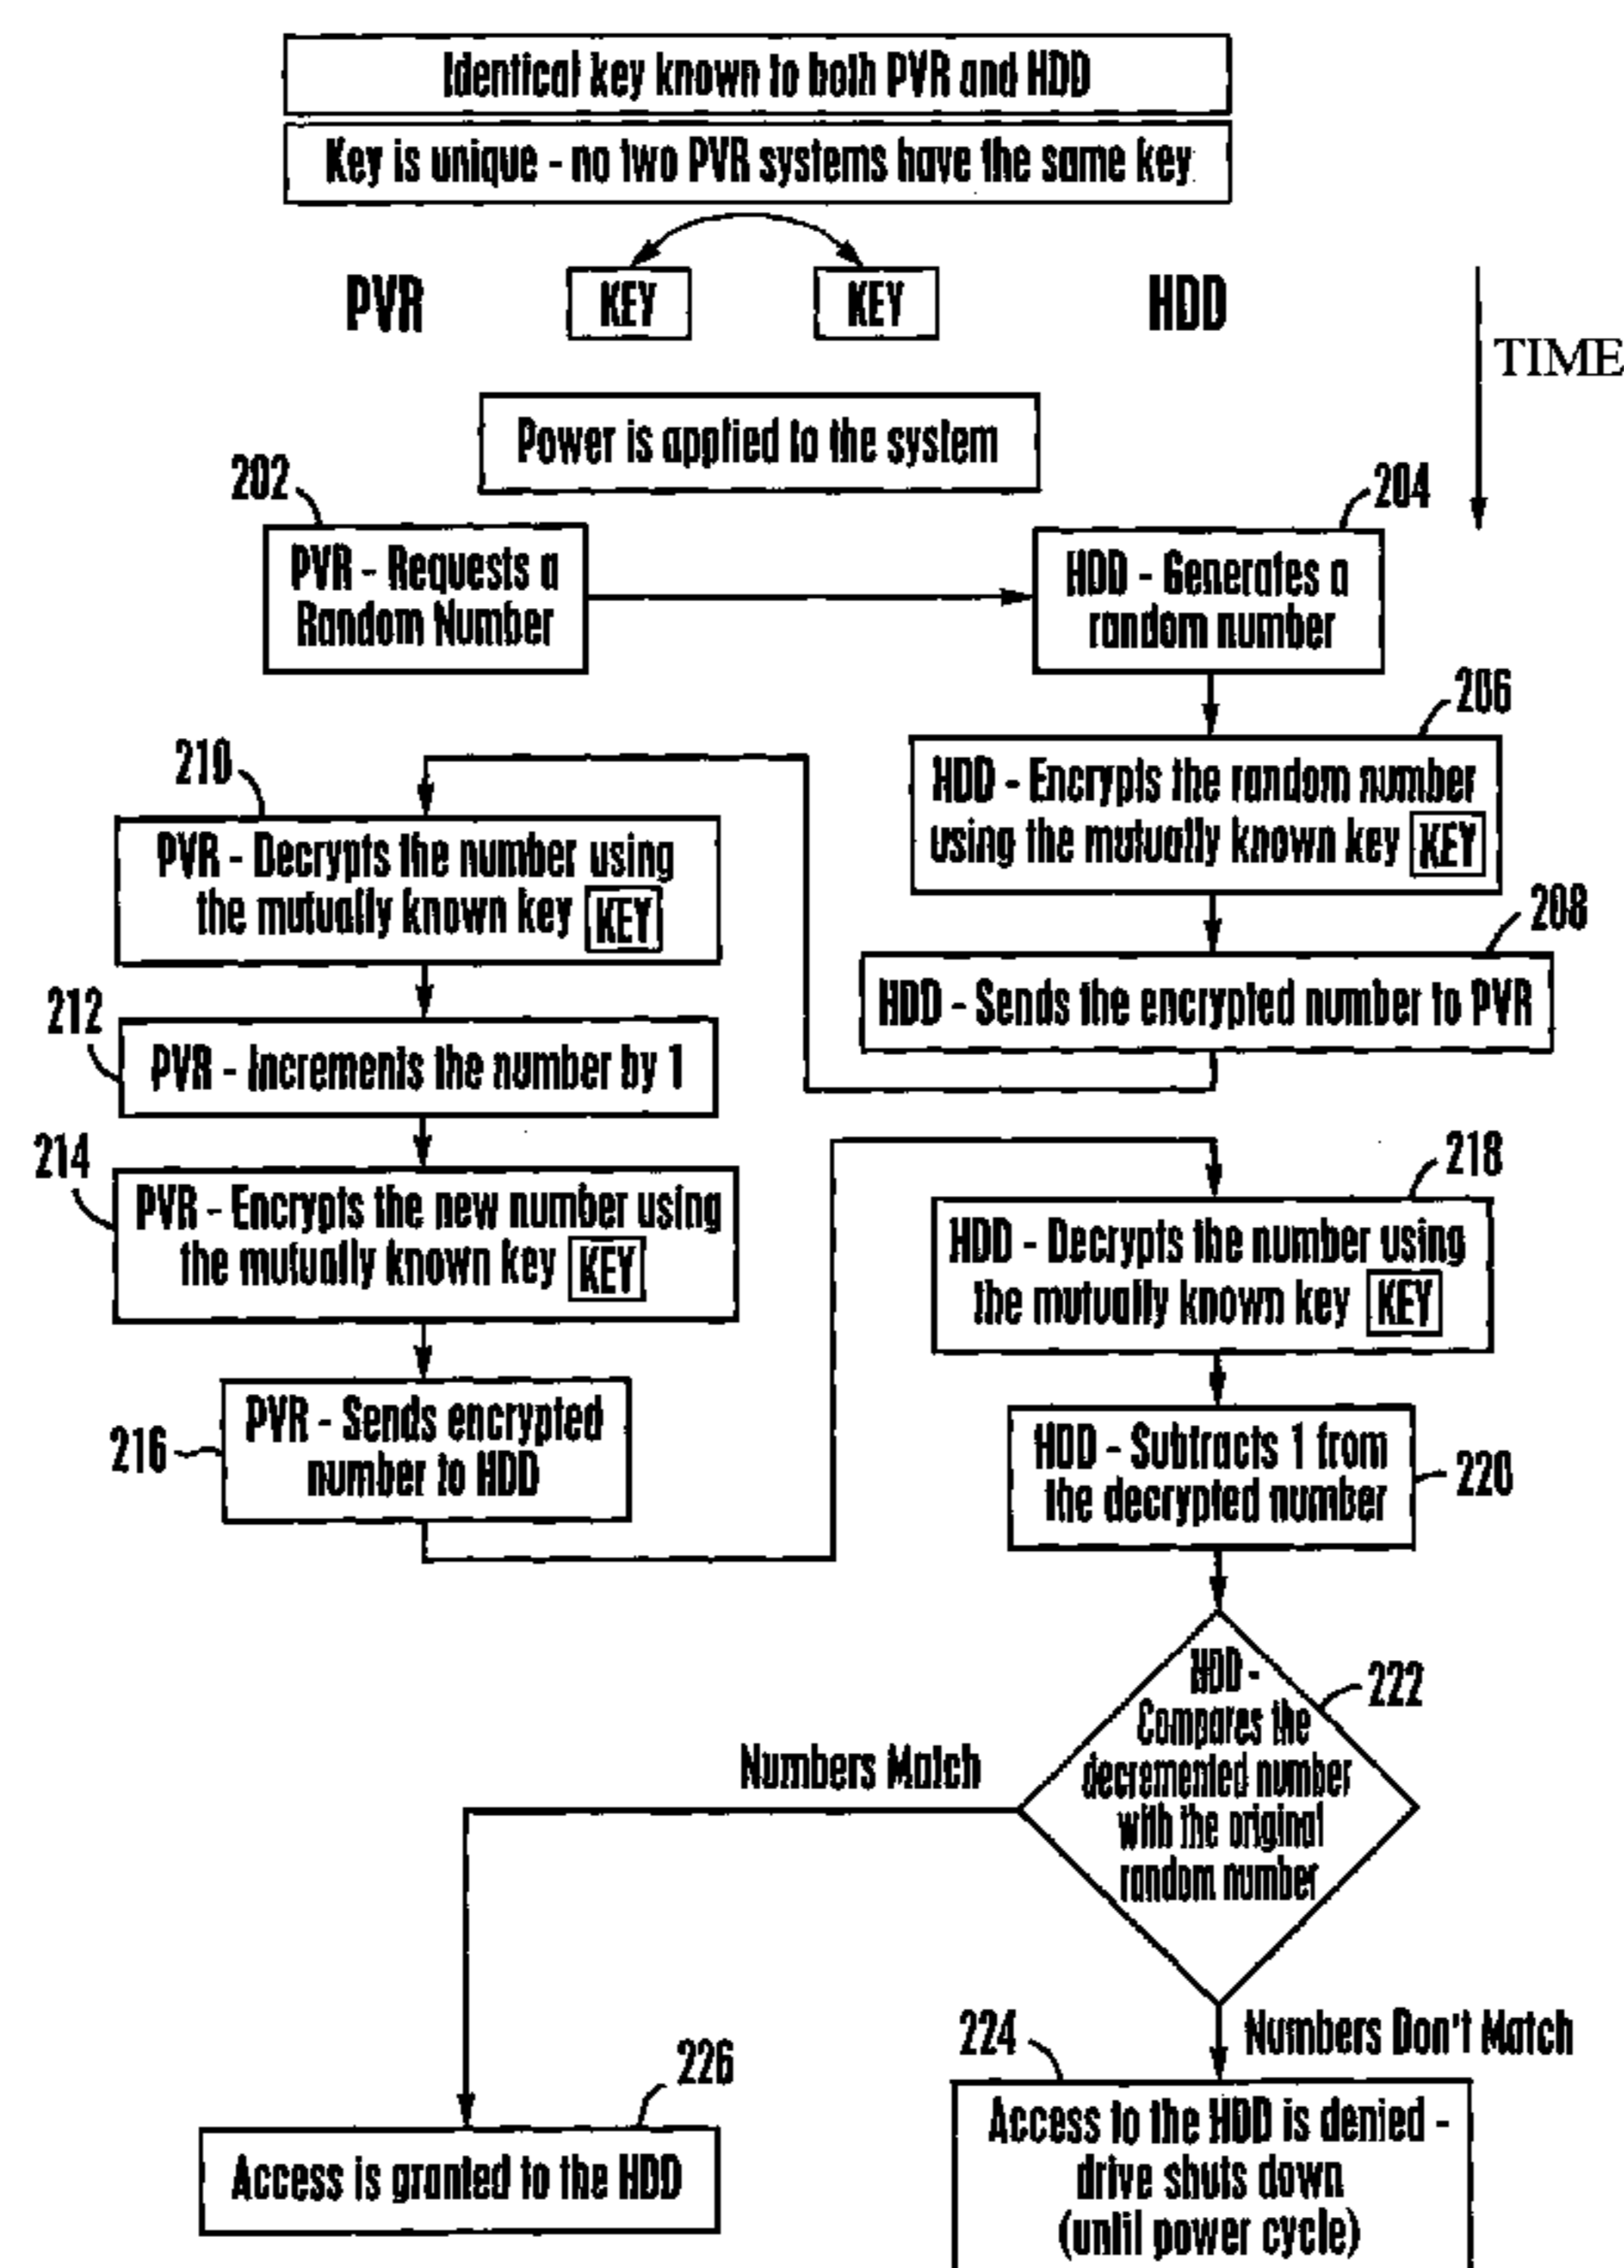 Identical key known to both PVR and HDD
Key is unique - no two PVR systems have the same key
PVR
KEY
KEY
HDD
TIME
Power is applied to the system
202
204
PVR - Requests a
Random Number
HDD - Generates a
random number
206
HDD - Encrypts the random number
using the mutually known key KEY
208
HDD - Sends the encrypted number to PVR
210
PVR - Decrypts the number using
the mutually known key KEY
212
PVR - Increments the number by 1
214
PVR - Encrypts the new number using
the mutually known key KEY
216
PVR - Sends encrypted
number to HDD
218
HDD - Decrypts the number using
the mutually known key KEY
HDD - Subtracts 1 from
the decrypted number
220
HDD -
Compares the
decremented number
with the original
random number
222
Numbers Match
Numbers Don't Match
224
226
Access is granted to the HDD
Access to the HDD is denied -
drive shuts down
(until power cycle)